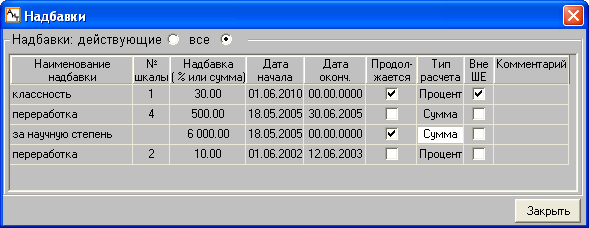 Надбавки
Надбавки: действующие все
Наименование надбавки № шкалы Надбавка ( % или сумма) Дата начала Дата оконч. Продол-жается Тип расчета Вне ШЕ Комментарий
классность 1 30.00 01.06.2010 00.00.0000 Процент
переработка 4 500.00 18.05.2005 30.06.2005 Сумма
за научную степень 6 000.00 18.05.2005 00.00.0000 Сумма
переработка 2 10.00 01.06.2002 12.06.2003 Процент
Закрыть